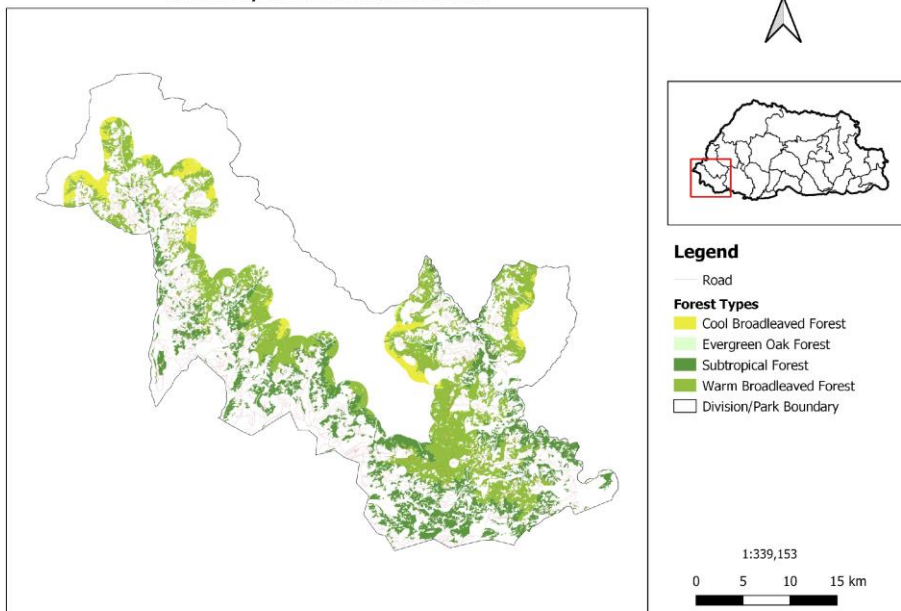 Legend
Road
Forest Types
Cool Broadleaved Forest
Evergreen Oak Forest
Subtropical Forest
Warm Broadleaved Forest
Division/Park Boundary
1:339,153
0 5 10 15 km